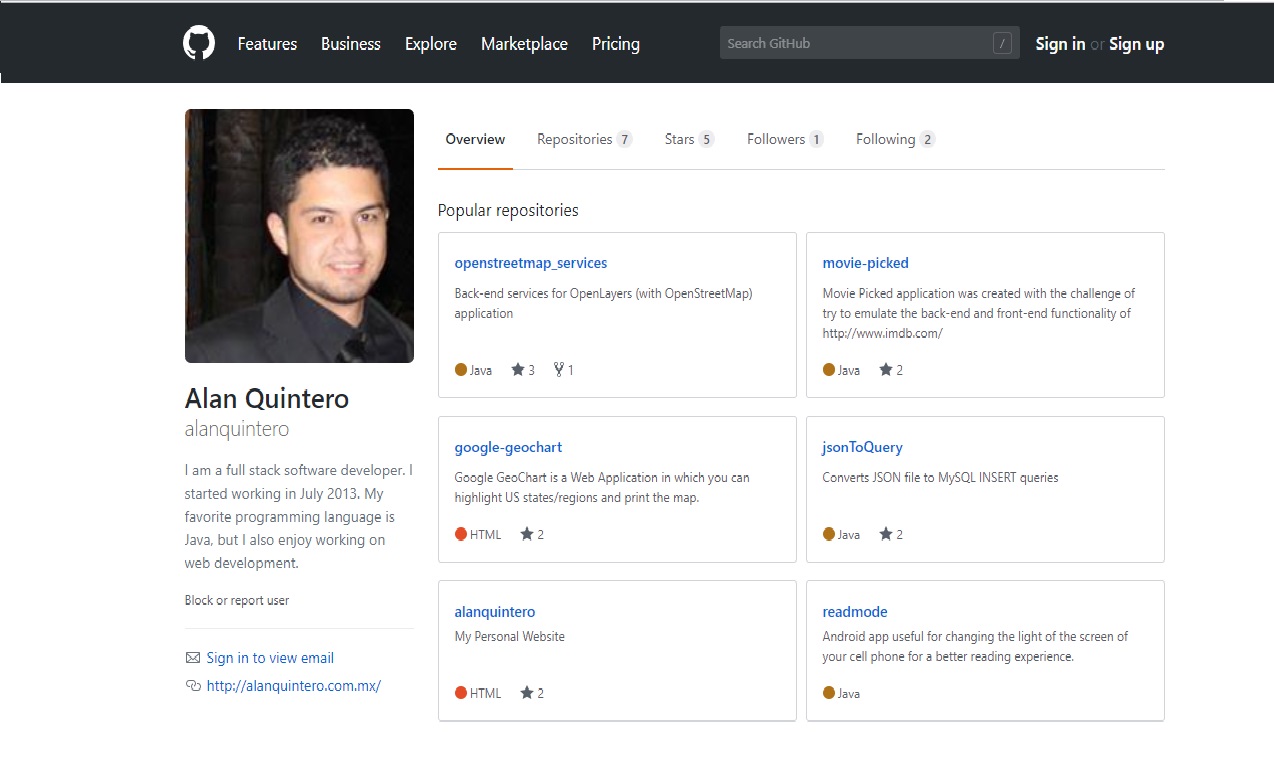 Features Business Explore Marketplace Pricing Search GitHub / Sign in or Sign up
Overview Repositories 7 Stars 5 Followers 1 Following 2
Alan Quintero
alanquintero
I am a full stack software developer. I
started working in July 2013. My
favorite programming language is
Java, but I also enjoy working on
web development.
Block or report user
Sign in to view email
http://alanquintero.com.mx/
Popular repositories
openstreetmap_services
Back-end services for OpenLayers (with OpenStreetMap)
application
Java 3 1
movie-picked
Movie Picked application was created with the challenge of
try to emulate the back-end and front-end functionality of
http://www.imdb.com/
Java 2
google-geochart
Google GeoChart is a Web Application in which you can
highlight US states/regions and print the map.
HTML 2
jsonToQuery
Converts JSON file to MySQL INSERT queries
Java 2
alanquintero
My Personal Website
HTML 2
readmode
Android app useful for changing the light of the screen of
your cell phone for a better reading experience.
Java